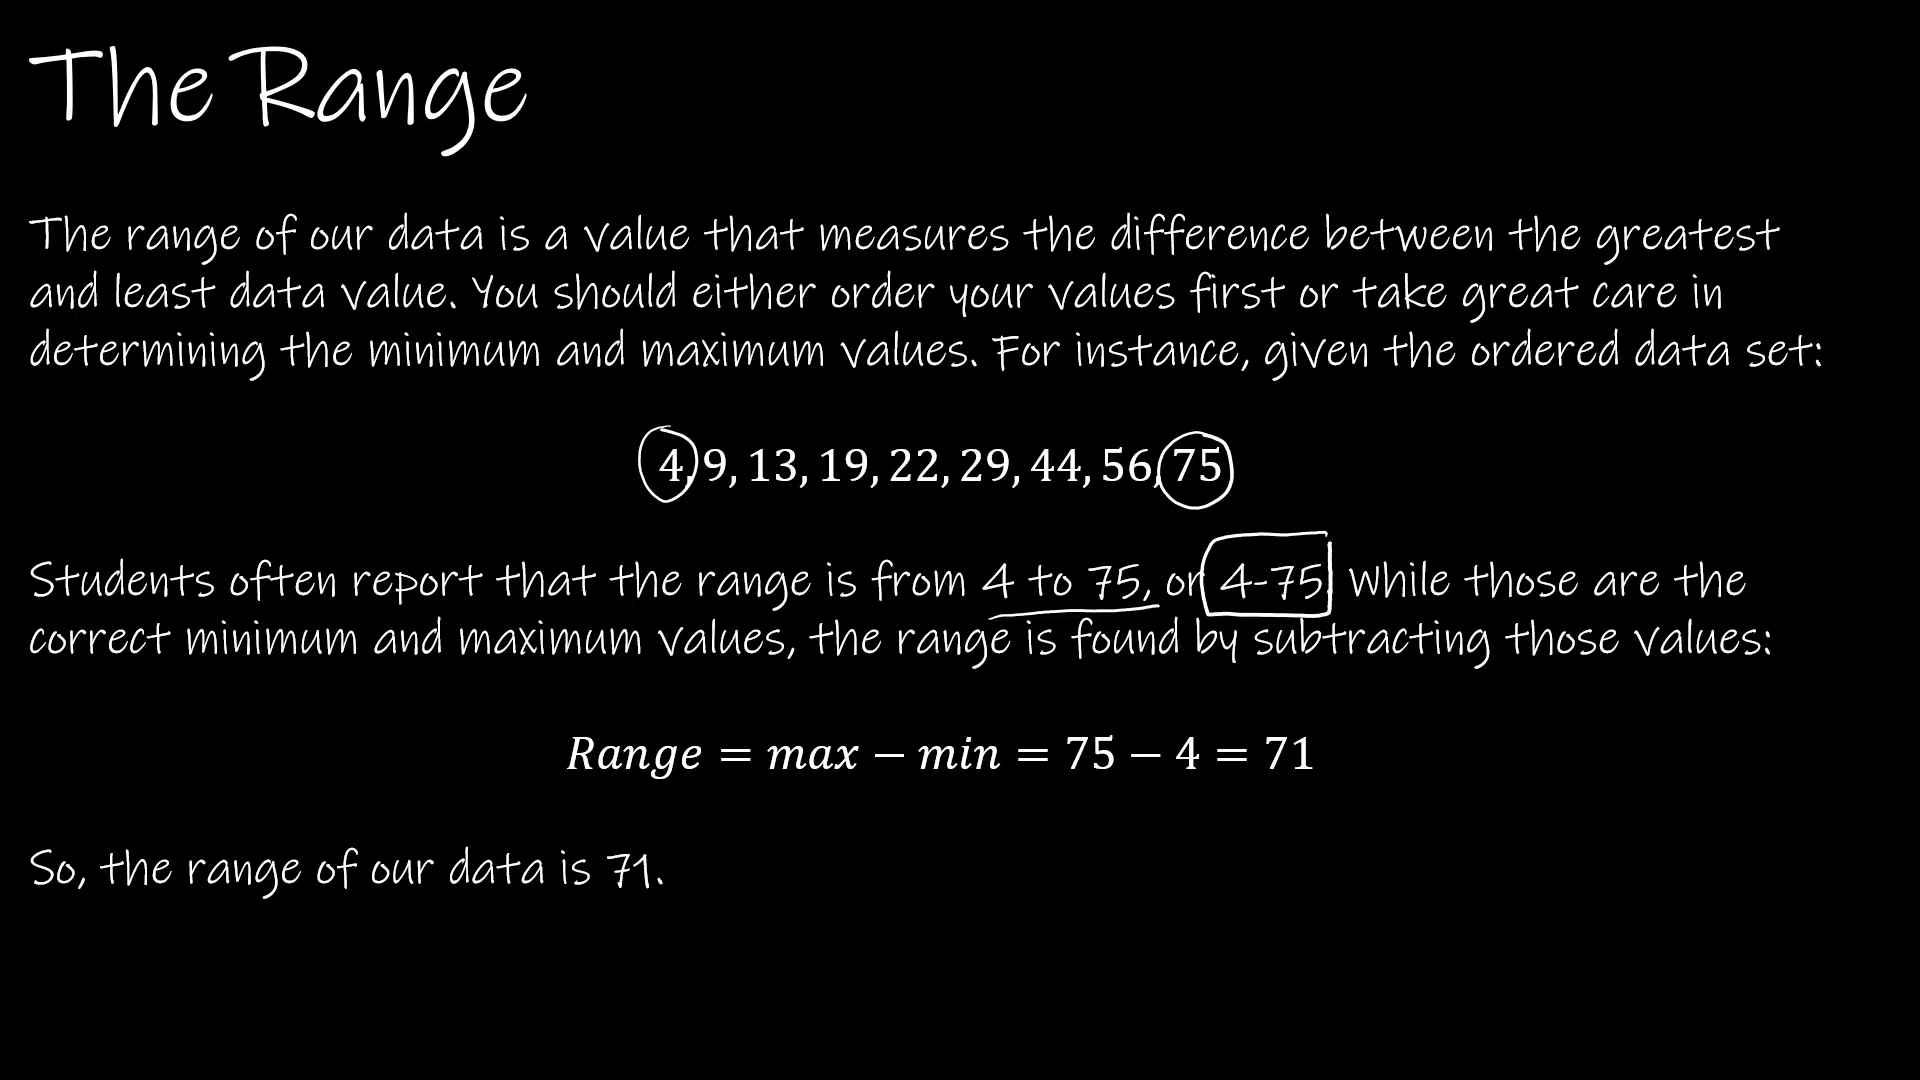 The Range
The range of our data is a value that measures the difference between the greatest
and least data value. You should either order your values first or take great care in
determining the minimum and maximum values. For instance, given the ordered data set:
4, 9, 13, 19, 22, 29, 44, 56, 75
Students often report that the range is from 4 to 75, or 4-75. While those are the
correct minimum and maximum values, the range is found by subtracting those values:
Range = max − min = 75 − 4 = 71
So, the range of our data is 71.